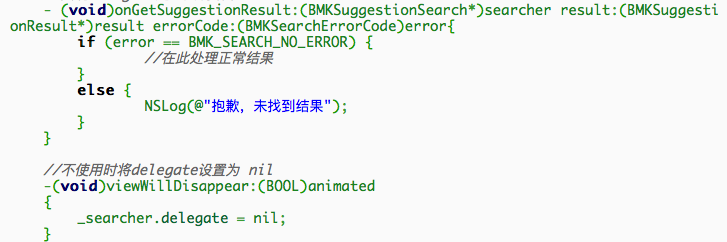 - (void)onGetSuggestionResult:(BMKSuggestionSearch*)searcher result:(BMKSuggesti
onResult*)result errorCode:(BMKSearchErrorCode)error{
if (error == BMK_SEARCH_NO_ERROR) {
//在此处理正常结果
}
else {
NSLog(@"抱歉，未找到结果");
}
}
//不使用时将delegate设置为 nil
-(void)viewWillDisappear:(BOOL)animated
{
_searcher.delegate = nil;
}